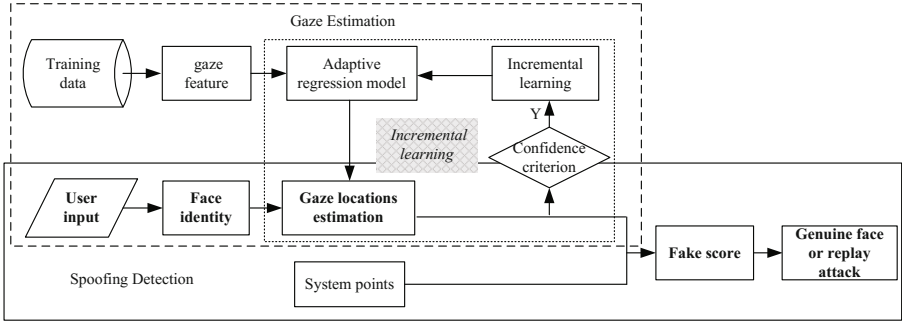 Gaze Estimation
Training
data
gaze
feature
Adaptive
regression model
Incremental
learning
Y
Incremental
learning
Confidence
criterion
User
input
Face
identity
Gaze locations
estimation
Fake score
Genuine face
or replay
attack
Spoofing Detection
System points